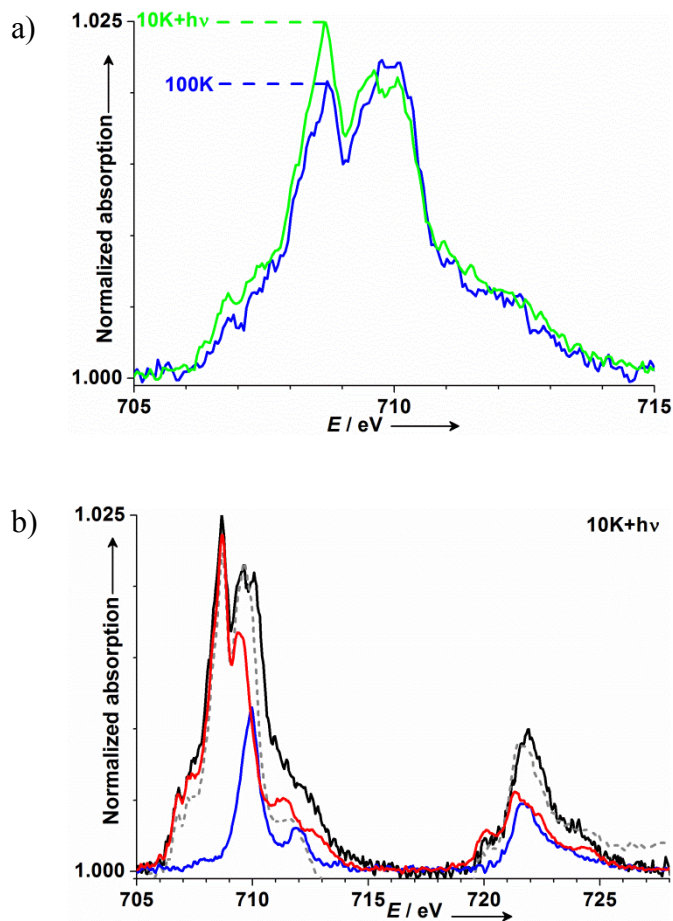 a)
1.025
10K+hν
100K
Normalized absorption
1.000
705
710
715
E / eV
b)
1.025
10K+hν
Normalized absorption
1.000
705
710
715
720
725
E / eV